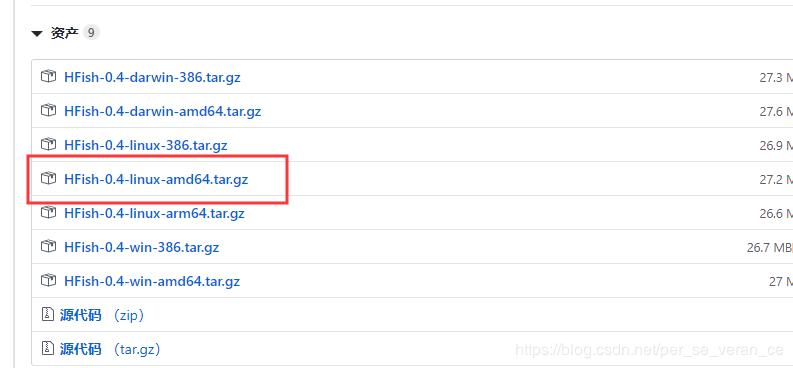 资产 9
HFish-0.4-darwin-386.tar.gz 27.3 M
HFish-0.4-darwin-amd64.tar.gz 27.6 M
HFish-0.4-linux-386.tar.gz 26.9 M
HFish-0.4-linux-amd64.tar.gz 27.2 M
HFish-0.4-linux-arm64.tar.gz 26.6 M
HFish-0.4-win-386.tar.gz 26.7 MB
HFish-0.4-win-amd64.tar.gz 27 M
源代码 （zip）
源代码 （tar.gz）
https://blog.csdn.net/per_se_veran_ce